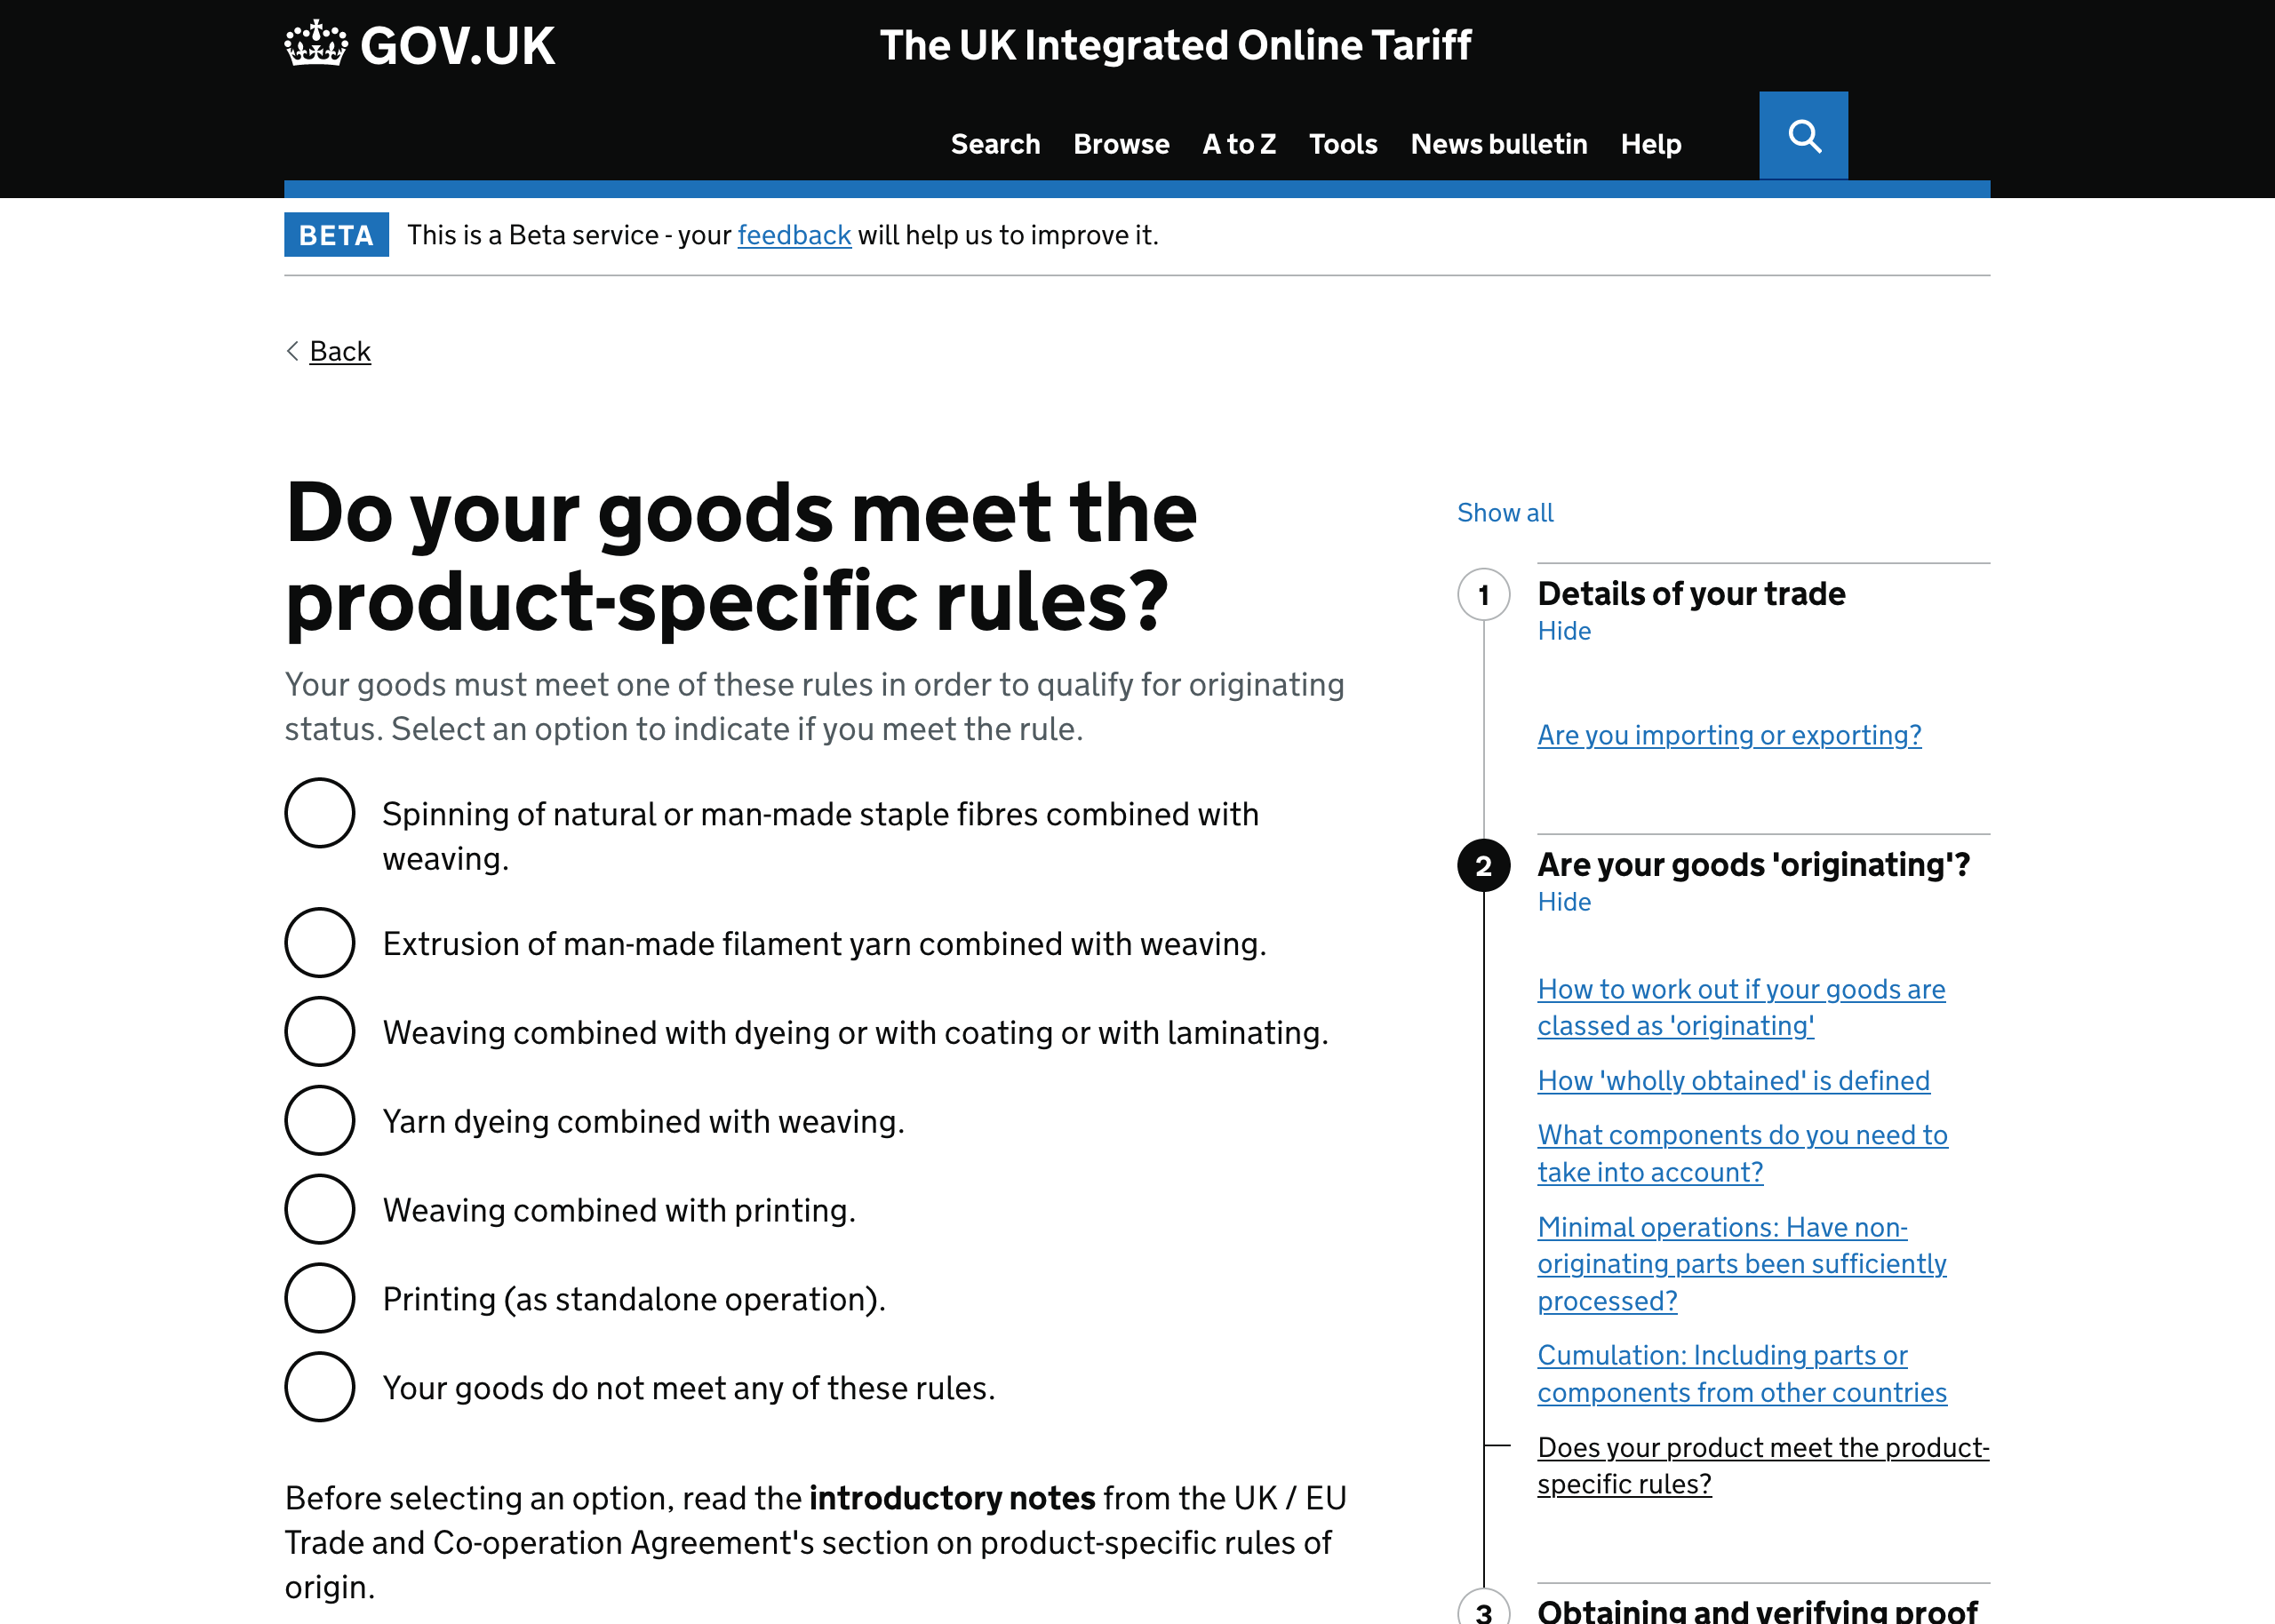 GOV.UK
The UK Integrated Online Tariff
Search Browse A to Z Tools News bulletin Help
BETA This is a Beta service - your feedback will help us to improve it.
Back
Do your goods meet the
product-specific rules?
Your goods must meet one of these rules in order to qualify for originating
status. Select an option to indicate if you meet the rule.
Spinning of natural or man-made staple fibres combined with
weaving.
Extrusion of man-made filament yarn combined with weaving.
Weaving combined with dyeing or with coating or with laminating.
Yarn dyeing combined with weaving.
Weaving combined with printing.
Printing (as standalone operation).
Your goods do not meet any of these rules.
Before selecting an option, read the introductory notes from the UK / EU
Trade and Co-operation Agreement's section on product-specific rules of
origin.
Show all
1 Details of your trade
Hide
Are you importing or exporting?
2 Are your goods 'originating'?
Hide
How to work out if your goods are
classed as 'originating'
How 'wholly obtained' is defined
What components do you need to
take into account?
Minimal operations: Have non-
originating parts been sufficiently
processed?
Cumulation: Including parts or
components from other countries
Does your product meet the product-
specific rules?
3 Obtaining and verifying proof